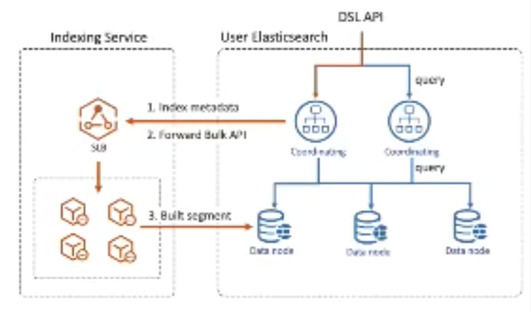 DSL API
Indexing Service
User Elasticsearch
query
1. Index metadata
2. Forward Bulk API
SLB
Coordinating
Coordinating
query
3. Built segment
Data node
Data node
Data node